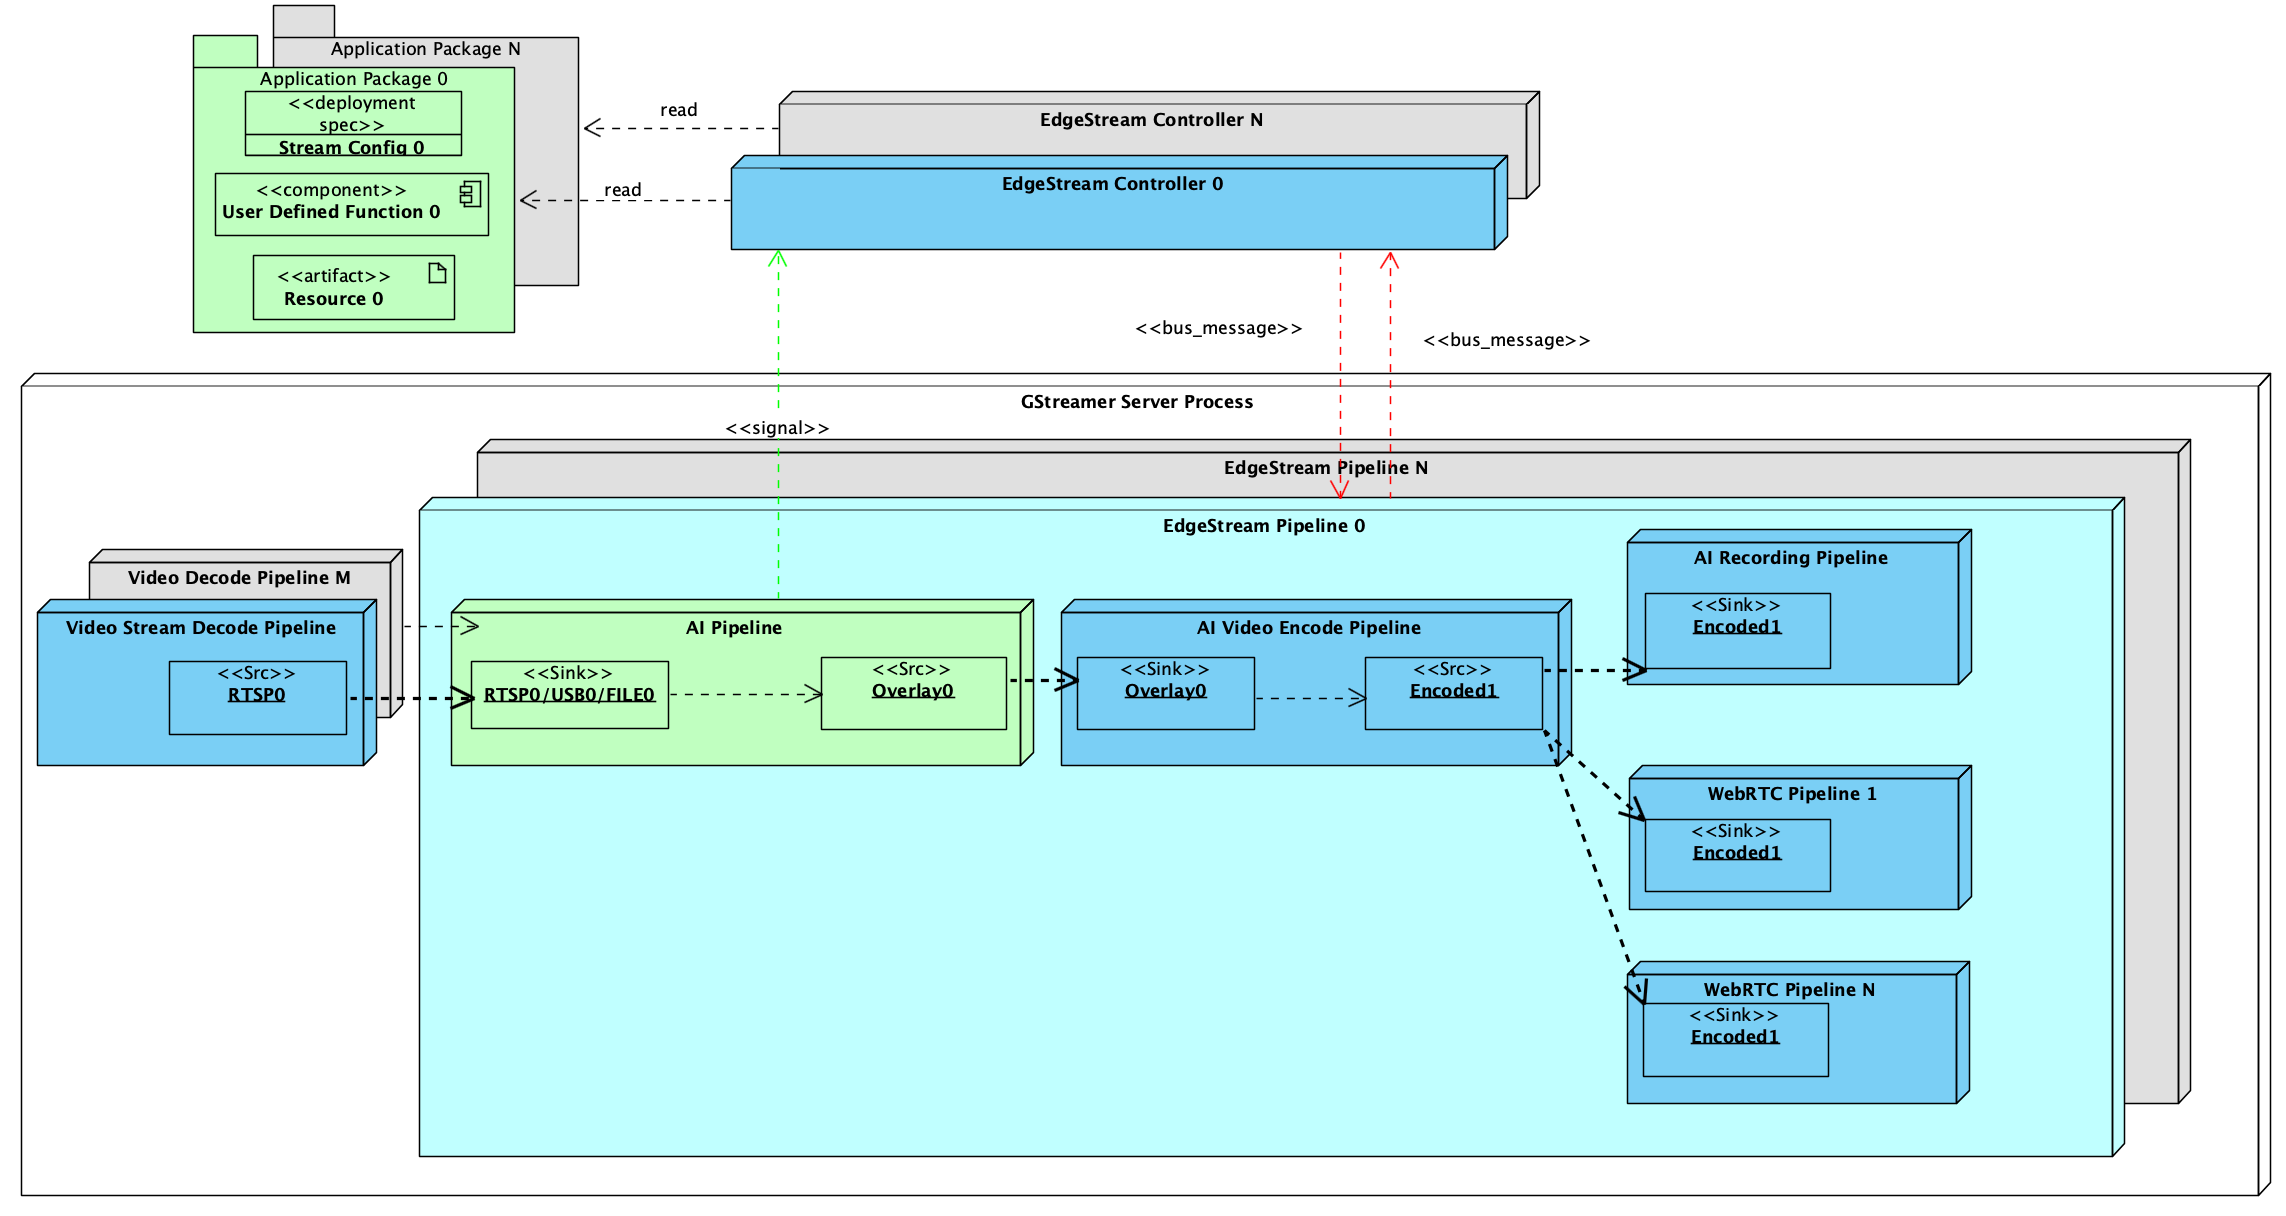 Application Package N
Application Package 0
<<deployment
spec>>
Stream Config 0
<<component>>
User Defined Function 0
<<artifact>>
Resource 0
read
read
EdgeStream Controller N
EdgeStream Controller 0
<<bus_message>>
<<bus_message>>
GStreamer Server Process
<<signal>>
EdgeStream Pipeline N
EdgeStream Pipeline 0
Video Decode Pipeline M
Video Stream Decode Pipeline
<<Src>>
RTSP0
AI Pipeline
<<Sink>>
RTSP0/USB0/FILE0
<<Src>>
Overlay0
AI Video Encode Pipeline
<<Sink>>
Overlay0
<<Src>>
Encoded1
AI Recording Pipeline
<<Sink>>
Encoded1
WebRTC Pipeline 1
<<Sink>>
Encoded1
WebRTC Pipeline N
<<Sink>>
Encoded1